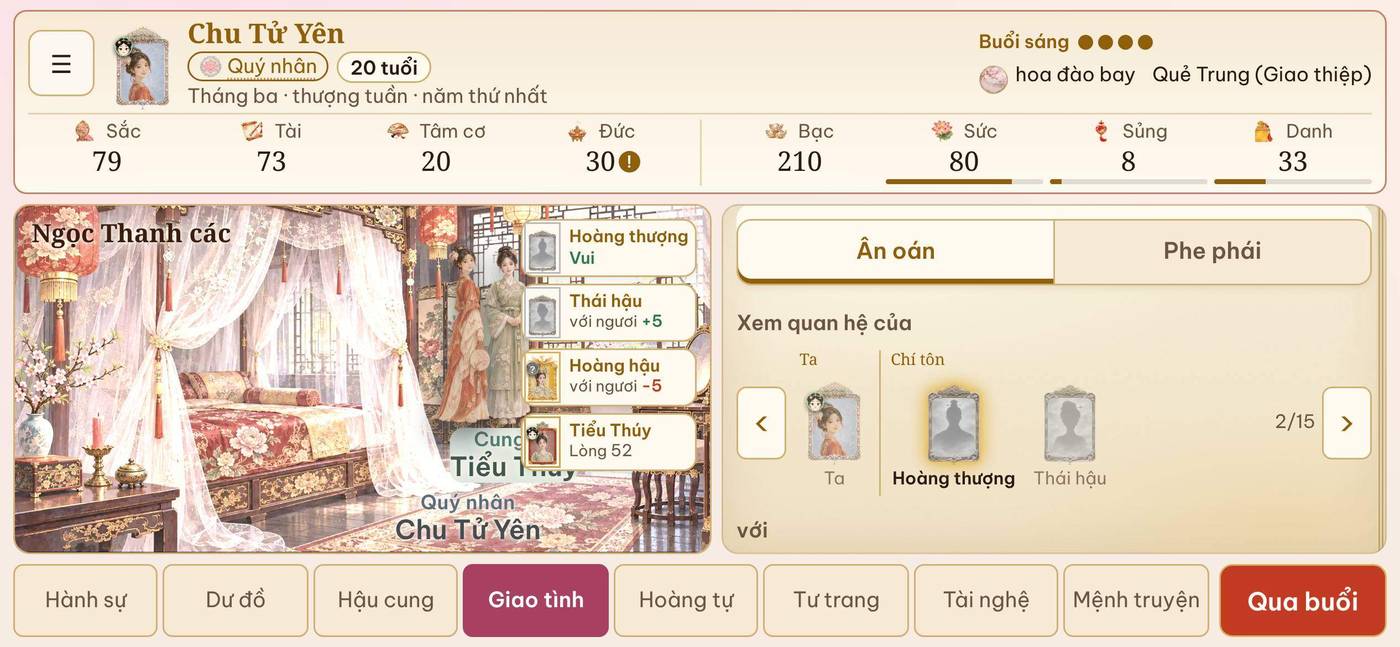 Chu Tử Yên
Quý nhân
20 tuổi
Tháng ba · thượng tuần · năm thứ nhất
Buổi sáng
hoa đào bay
Quẻ Trung (Giao thiệp)
Sắc
79
Tài
73
Tâm cơ
20
Đức
30 !
Bạc
210
Sức
80
Sủng
8
Danh
33
Ngọc Thanh các
Hoàng thượng
Vui
Thái hậu
với ngươi +5
Hoàng hậu
với ngươi -5
Tiểu Thúy
Lòng 52
Cung
Tiểu Thúy
Quý nhân
Chu Tử Yên
Ân oán
Phe phái
Xem quan hệ của
Ta
Chí tôn
2/15
Ta
Hoàng thượng
Thái hậu
với
Hành sự
Dư đồ
Hậu cung
Giao tình
Hoàng tự
Tư trang
Tài nghệ
Mệnh truyện
Qua buổi